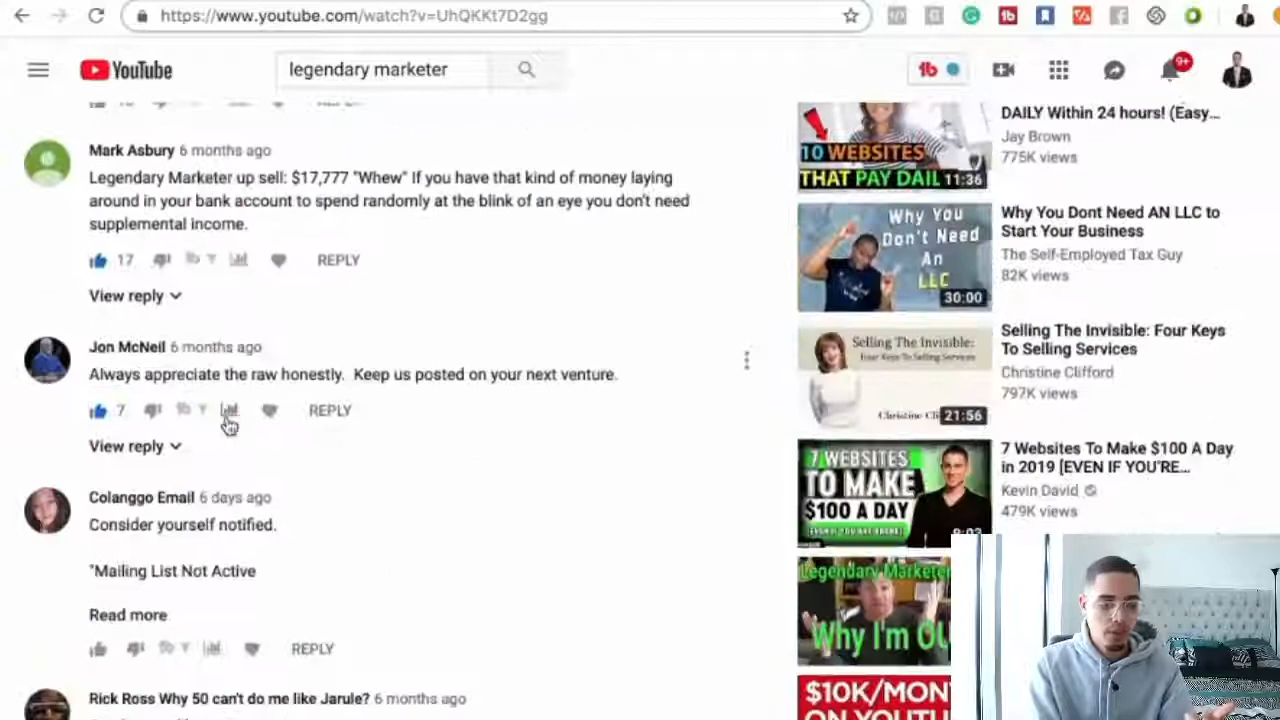 https://www.youtube.com/watch?v=UhQKKt7D2gg
YouTube
legendary marketer
9+
Mark Asbury 6 months ago
Legendary Marketer up sell: $17,777 "Whew" If you have that kind of money laying
around in your bank account to spend randomly at the blink of an eye you don't need
supplemental income.
17
REPLY
View reply
Jon McNeil 6 months ago
Always appreciate the raw honestly. Keep us posted on your next venture.
7
REPLY
View reply
Colanggo Email 6 days ago
Consider yourself notified.
"Mailing List Not Active
Read more
REPLY
Rick Ross Why 50 can't do me like Jarule? 6 months ago
10 WEBSITES
THAT PAY DAIL
11:36
DAILY Within 24 hours! (Easy...
Jay Brown
775K views
Why You
Don't Need
An
LLC
30:00
Why You Dont Need AN LLC to
Start Your Business
The Self-Employed Tax Guy
82K views
Selling The Invisible:
Four Keys To Selling Services
21:56
Selling The Invisible: Four Keys
To Selling Services
Christine Clifford
797K views
7 WEBSITES
TO MAKE
$100 A DAY
7 Websites To Make $100 A Day
in 2019 [EVEN IF YOU'RE...
Kevin David
479K views
Legendary Marketer
Why I'm OU
$10K/MON
ON YOUTU